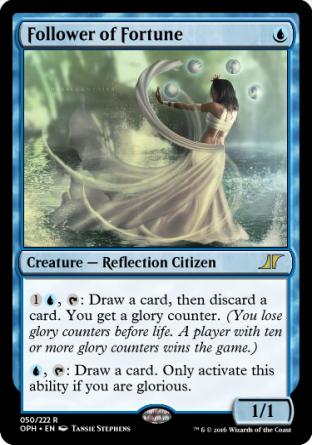 Follower of Fortune
Creature — Reflection Citizen
1, : Draw a card, then discard a
card. You get a glory counter. (You lose
glory counters before life. A player with ten
or more glory counters wins the game.)
, : Draw a card. Only activate this
ability if you are glorious.
1/1
050/222 R
OPH • EN Tansie Stephens
™ & © 2016 Wizards of the Coast